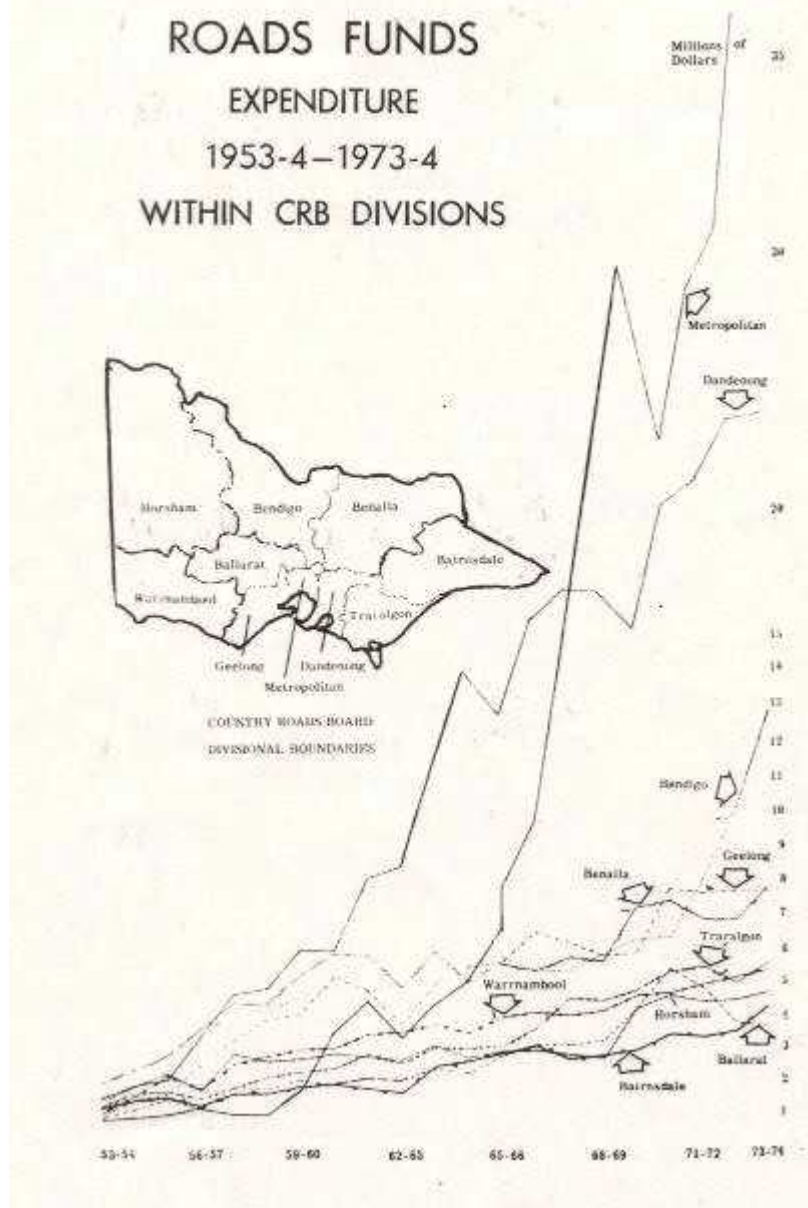 ROADS FUNDS
EXPENDITURE
1953-4—1973-4
WITHIN CRB DIVISIONS
Millions of
Dollars
Metropolitan
Dandenong
Horsham
Bendigo
Benalla
Ballarat
Bairnsdale
Warrnambool
Traralgon
Geelong
Dandenong
Metropolitan
COUNTRY ROADS BOARD
DIVISIONAL BOUNDARIES
15
14
13
12
11
10
9
8
7
6
5
4
3
2
1
Bendigo
Geelong
Benalla
Traralgon
Warrnambool
Horsham
Ballarat
Bairnsdale
53-54
56-57
59-60
62-63
65-66
68-69
71-72
73-74